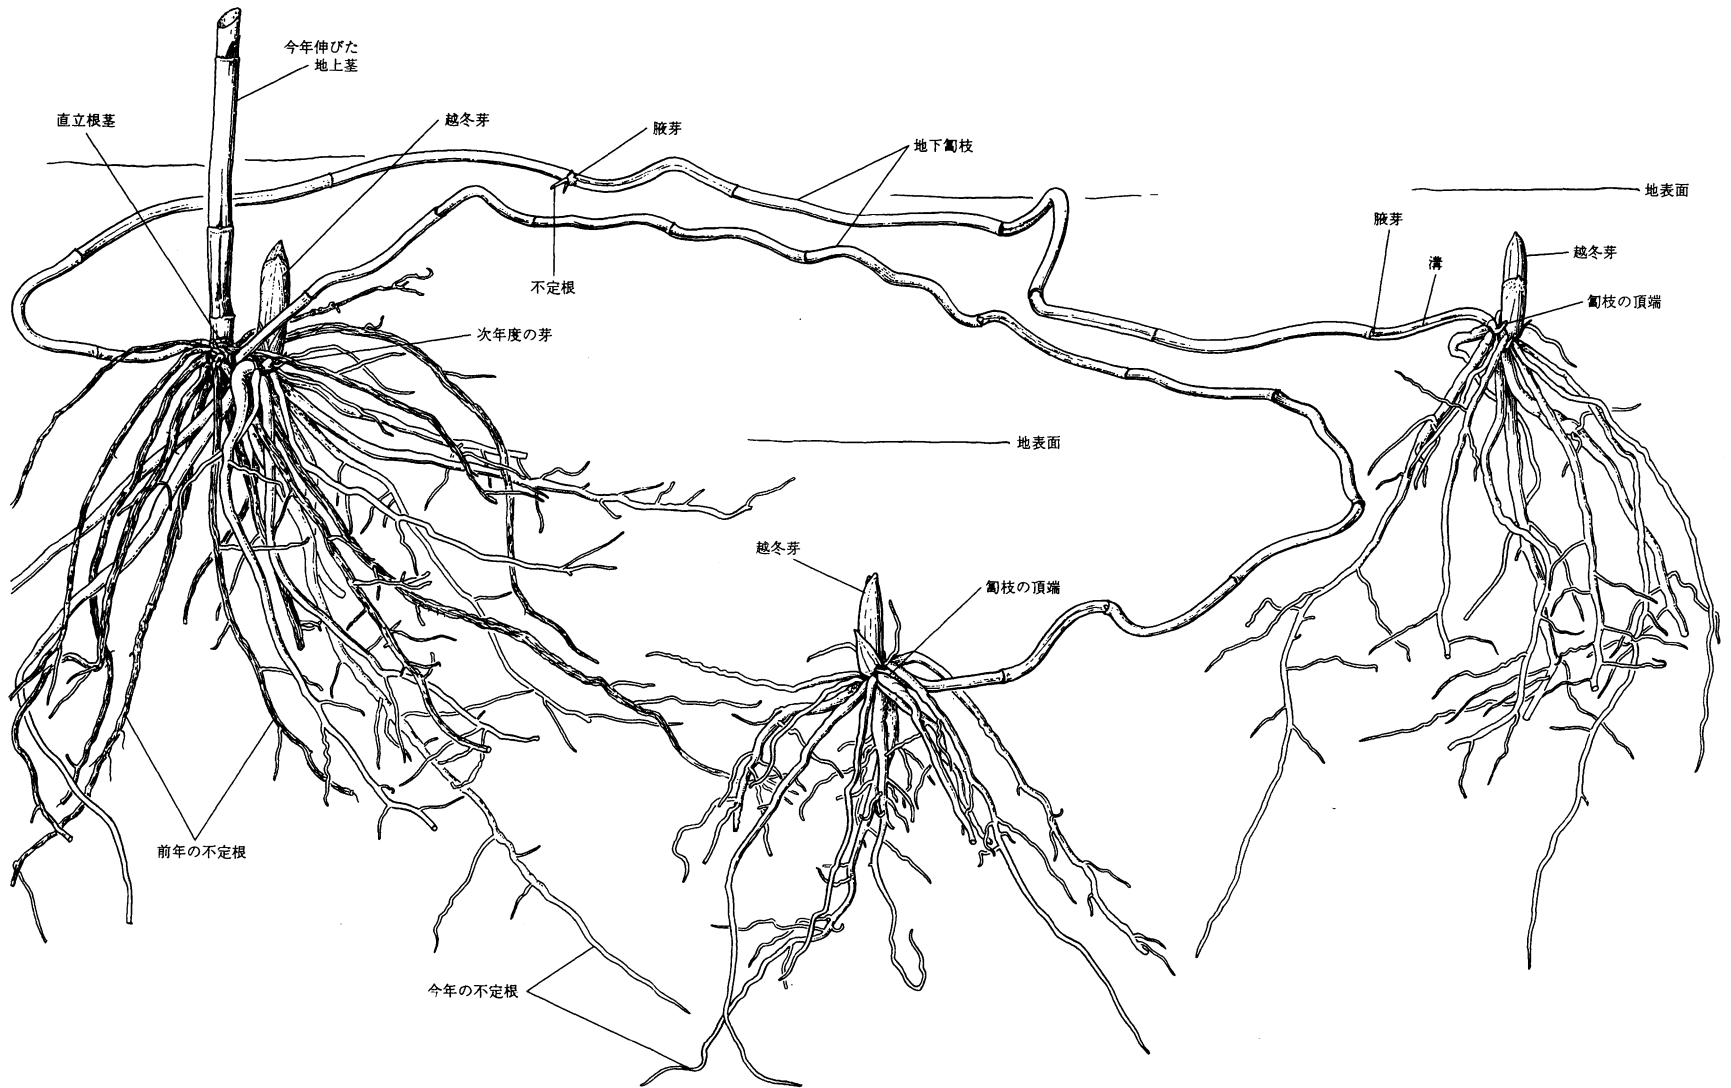 今年伸びた
地上茎
直立根茎
越冬芽
腋芽
地下匐枝
地表面
腋芽
溝
越冬芽
匐枝の頂端
不定根
次年度の芽
地表面
越冬芽
匐枝の頂端
前年の不定根
今年の不定根